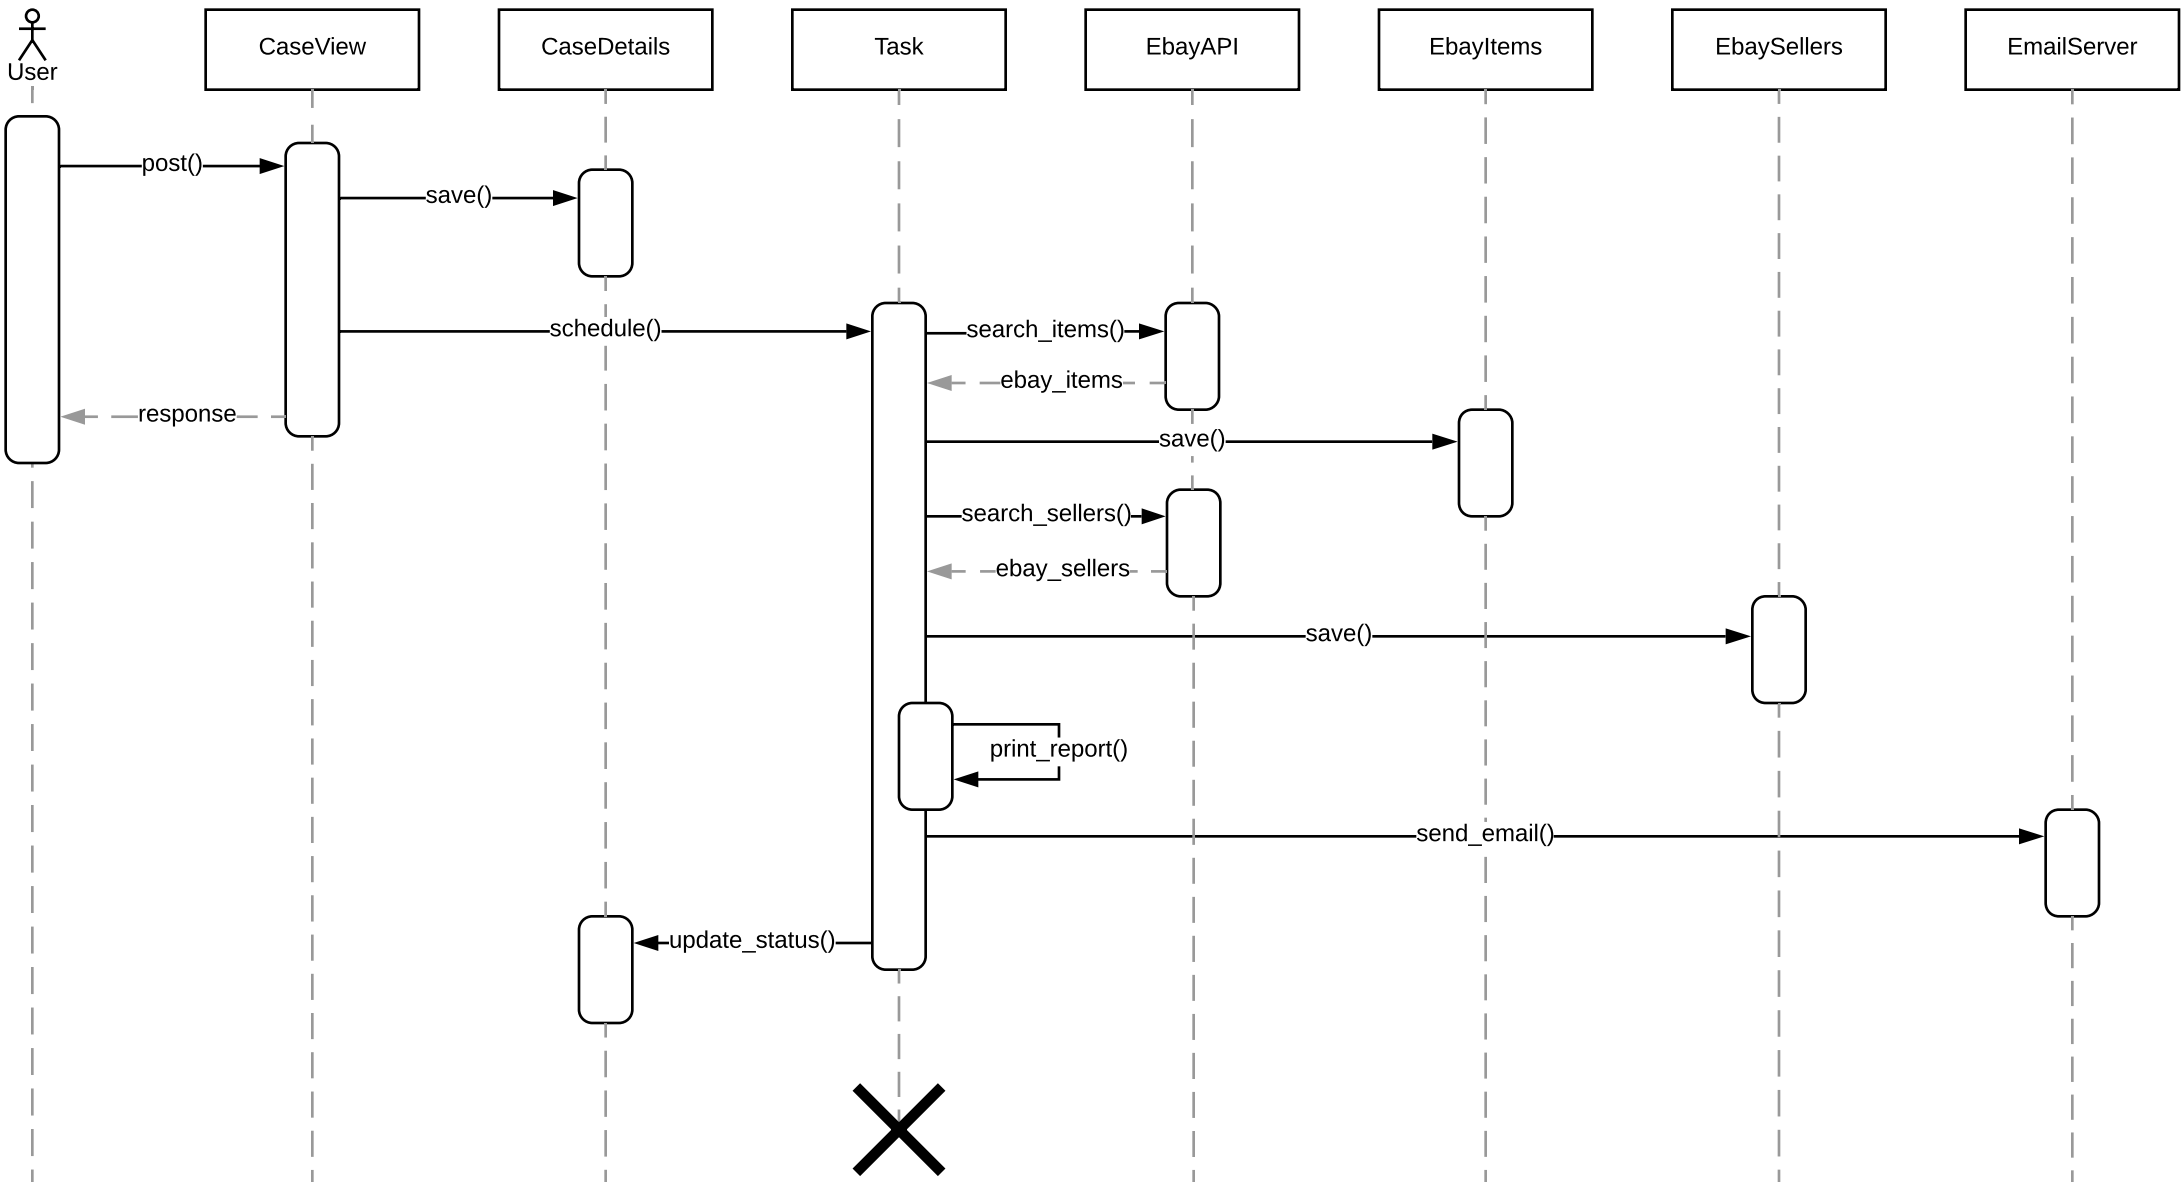 User
CaseView
CaseDetails
Task
EbayAPI
EbayItems
EbaySellers
EmailServer
post()
save()
schedule()
search_items()
ebay_items
response
save()
search_sellers()
ebay_sellers
save()
print_report()
send_email()
update_status()